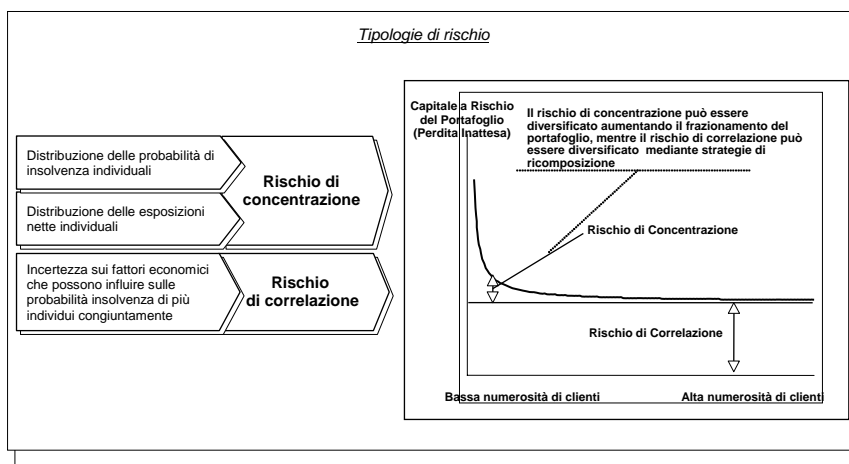 Tipologie di rischio
Distribuzione delle probabilità di
insolvenza individuali
Distribuzione delle esposizioni
nette individuali
Rischio di
concentrazione
Incertezza sui fattori economici
che possono influire sulle
probabilità insolvenza di più
individui congiuntamente
Rischio
di correlazione
Capitale a Rischio
del Portafoglio
(Perdita Inattesa)
Il rischio di concentrazione può essere
diversificato aumentando il frazionamento del
portafoglio, mentre il rischio di correlazione può
essere diversificato mediante strategie di
ricomposizione
Rischio di Concentrazione
Rischio di Correlazione
Bassa numerosità di clienti
Alta numerosità di clienti